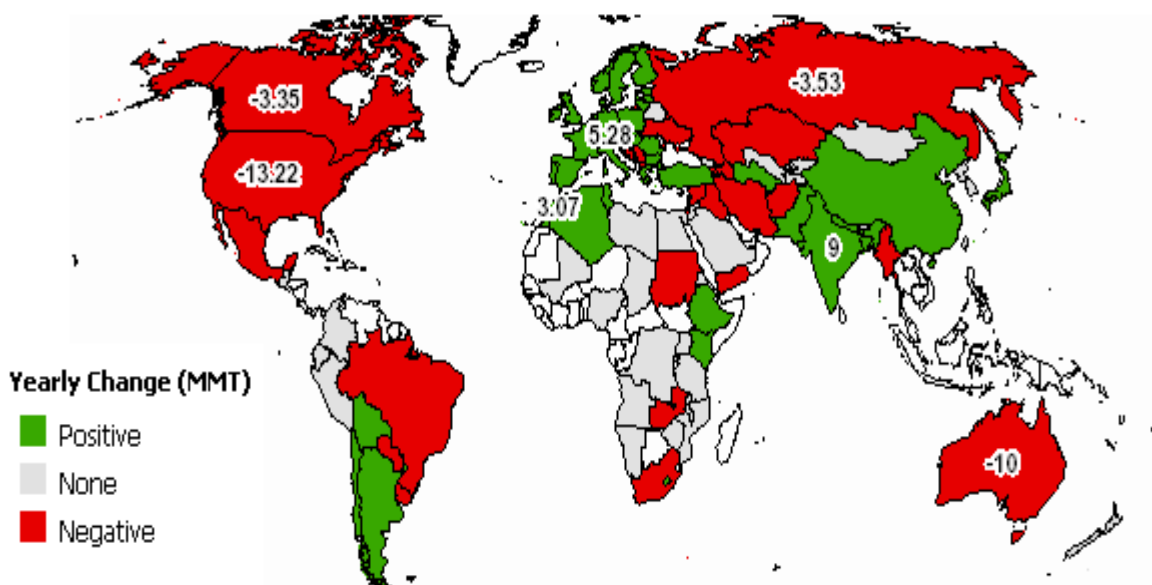 -3.35
-3.53
5.28
-13.22
3.07
9
Yearly Change (MMT)
Positive
None
-10
Negative